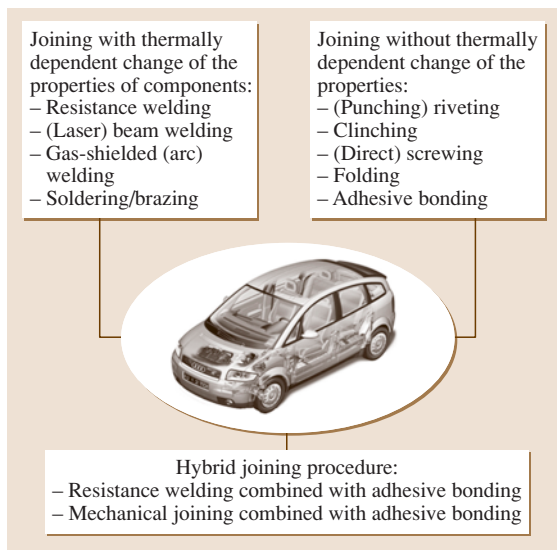 Joining with thermally
dependent change of the
properties of components:
– Resistance welding
– (Laser) beam welding
– Gas-shielded (arc)
welding
– Soldering/brazing
Joining without thermally
dependent change of the
properties:
– (Punching) riveting
– Clinching
– (Direct) screwing
– Folding
– Adhesive bonding
Hybrid joining procedure:
– Resistance welding combined with adhesive bonding
– Mechanical joining combined with adhesive bonding